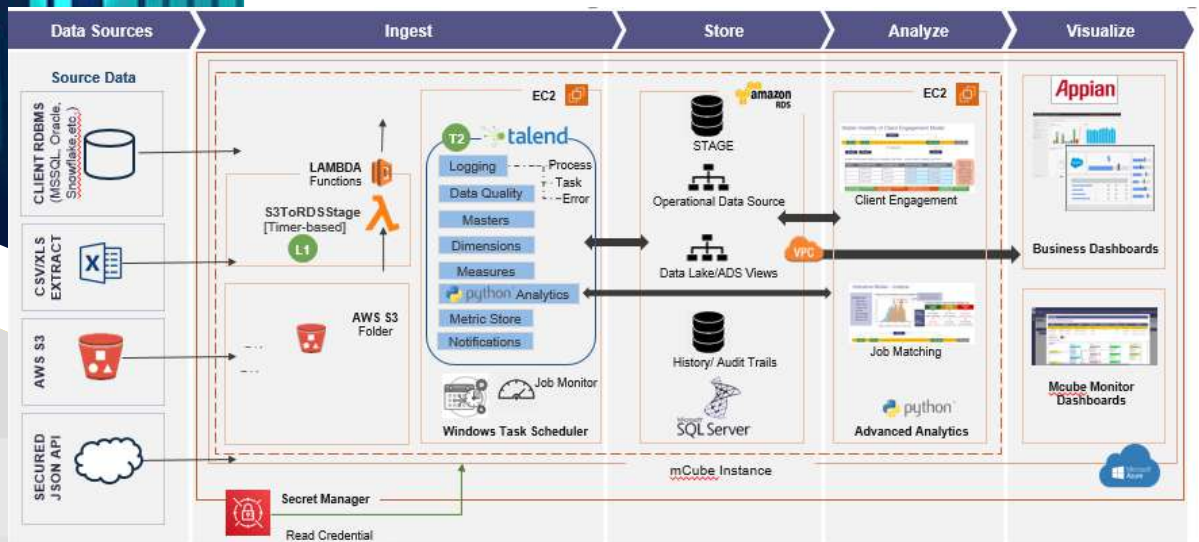 Data Sources
Ingest
Store
Analyze
Visualize
Source Data
CLIENT RDBMS
(MSSQL, Oracle,
Snowflake,etc.)
CSV/XLS
EXTRACT
X
AWS S3
SECURED
JSON API
LAMBDA
Functions
S3ToRDSStage
[Timer-based]
L1
AWS S3
Folder
EC2
T2
talend
Logging
Process
Task
Error
Data Quality
Masters
Dimensions
Measures
python Analytics
Metric Store
Notifications
Job Monitor
Windows Task Scheduler
amazon
RDS
STAGE
Operational Data Source
Data Lake/ADS Views
VPC
History/ Audit Trails
Microsoft
SQL Server
EC2
Client Engagement
Job Matching
python
Advanced Analytics
Appian
Business Dashboards
Mcube Monitor
Dashboards
mCube Instance
Microsoft
Azure
Secret Manager
Read Credential